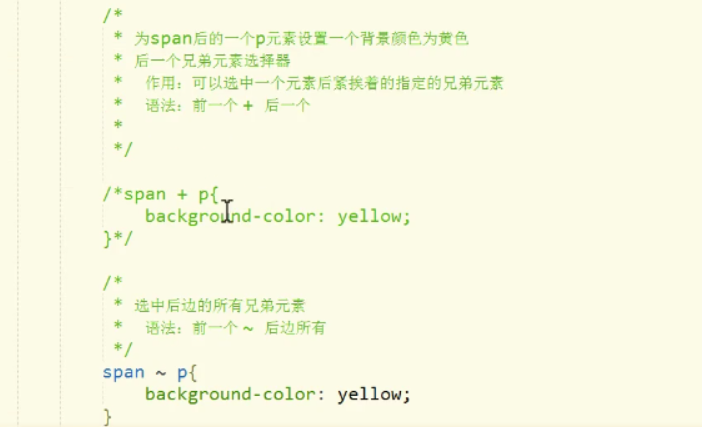 /*
 * 为span后的一个p元素设置一个背景颜色为黄色
 * 后一个兄弟元素选择器
 *   作用：可以选中一个元素后紧挨着的指定的兄弟元素
 *   语法：前一个 + 后一个
 *
 */
/*span + p{
    background-color: yellow;
}*/
/*
 * 选中后边的所有兄弟元素
 *   语法：前一个 ~ 后边所有
 */
span ~ p{
    background-color: yellow;
}